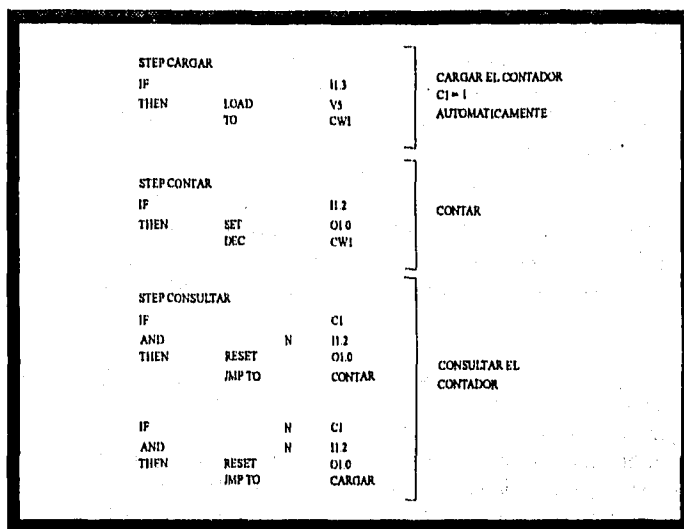 STEP CARGAR
IF I1.3
THEN LOAD V5
TO CW1
CARGAR EL CONTADOR
C1 = 1
AUTOMATICAMENTE
STEP CONTAR
IF I1.2
THEN SET O1.0
DEC CW1
CONTAR
STEP CONSULTAR
IF C1
AND N I1.2
THEN RESET O1.0
JMP TO CONTAR
IF N C1
AND N I1.2
THEN RESET O1.0
JMP TO CARGAR
CONSULTAR EL
CONTADOR